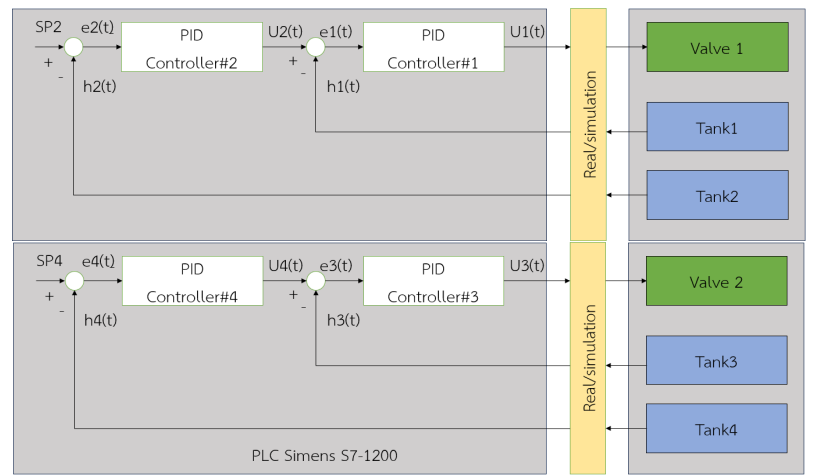 SP2
e2(t)
PID
Controller#2
U2(t)
e1(t)
PID
Controller#1
U1(t)
Valve 1
+
-
h2(t)
+
-
h1(t)
Real/simulation
Tank1
Tank2
SP4
e4(t)
PID
Controller#4
U4(t)
e3(t)
PID
Controller#3
U3(t)
Valve 2
+
-
h4(t)
+
-
h3(t)
Real/simulation
Tank3
Tank4
PLC Simens S7-1200